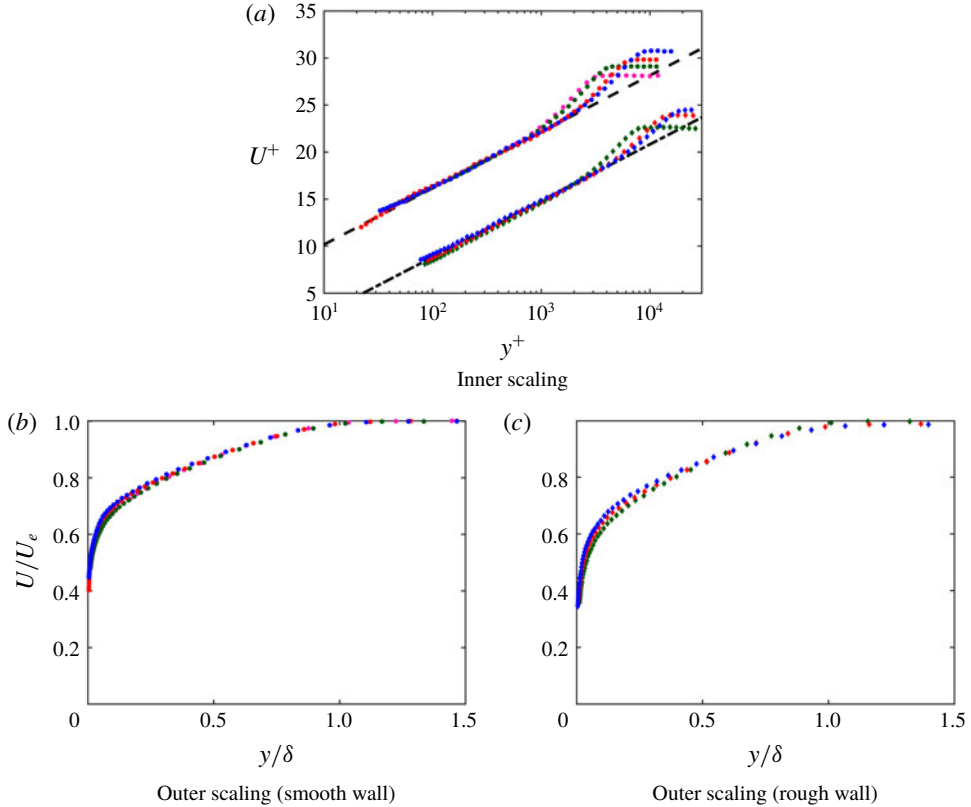 (a)
35
30
25
U+
20
15
10
5
10^1
10^2
10^3
10^4
y+
Inner scaling
(b)
1.0
0.8
0.6
U/U_e
0.4
0.2
0
0.5
1.0
1.5
y/δ
Outer scaling (smooth wall)
(c)
1.0
0.8
0.6
0.4
0.2
0
0.5
1.0
1.5
y/δ
Outer scaling (rough wall)